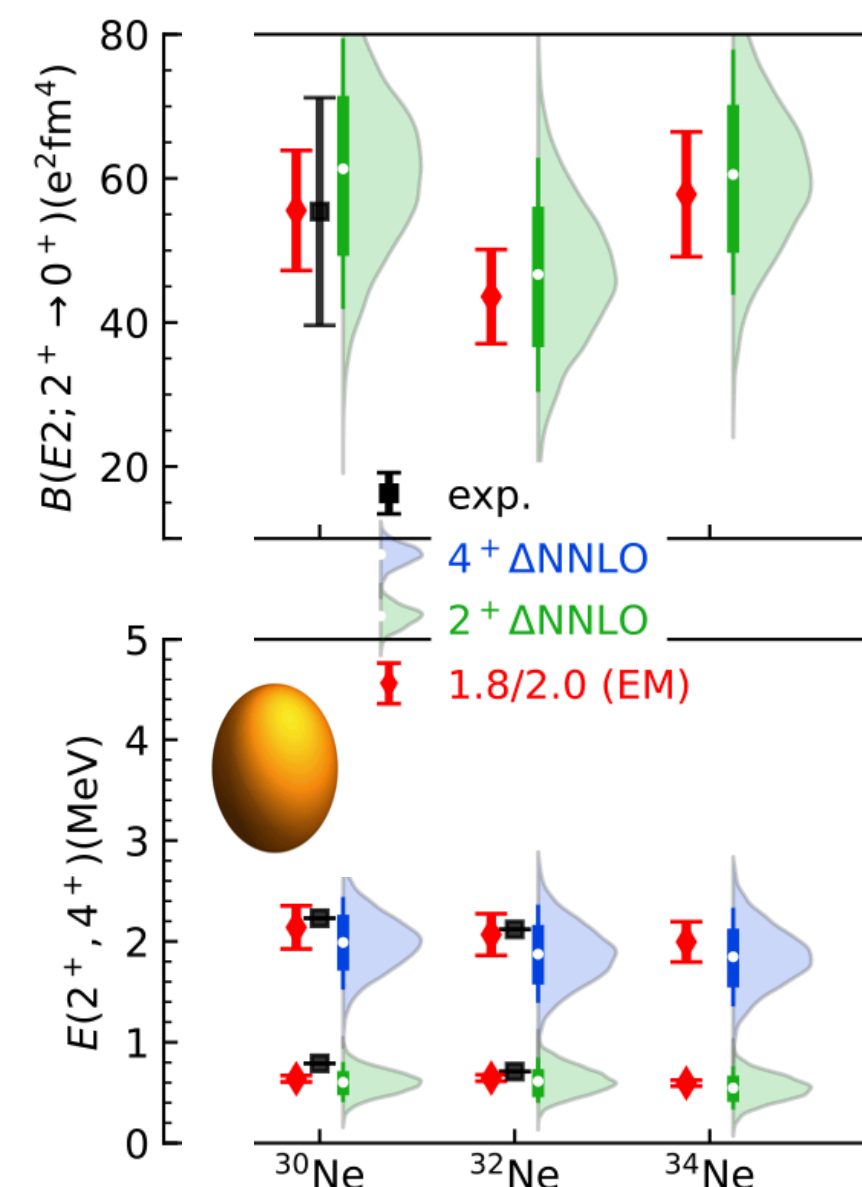 80
60
40
20
B(E2; 2⁺ → 0⁺)(e²fm⁴)
exp.
4⁺ ΔNNLO
2⁺ ΔNNLO
1.8/2.0 (EM)
5
4
3
2
1
0
E(2⁺, 4⁺)(MeV)
³⁰Ne ³²Ne ³⁴Ne